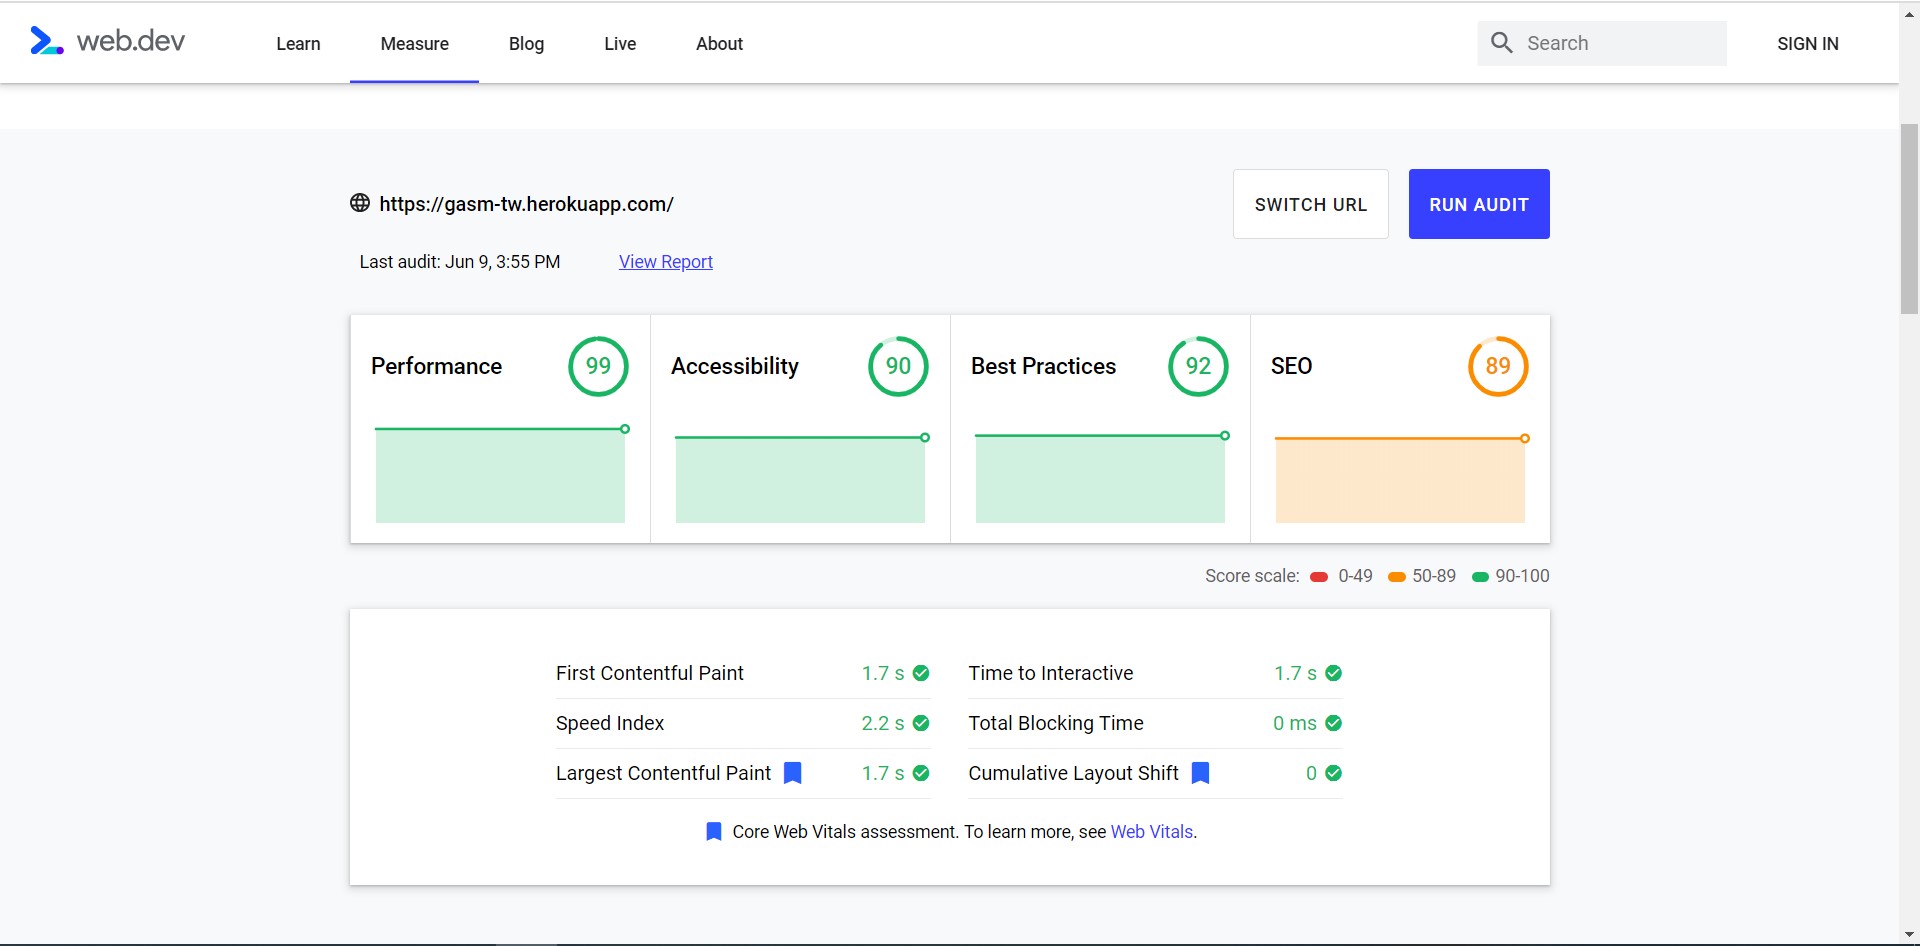 web.dev Learn Measure Blog Live About Search SIGN IN
https://gasm-tw.herokuapp.com/ SWITCH URL RUN AUDIT
Last audit: Jun 9, 3:55 PM View Report
Performance 99 Accessibility 90 Best Practices 92 SEO 89
Score scale: 0-49 50-89 90-100
First Contentful Paint 1.7 s Time to Interactive 1.7 s
Speed Index 2.2 s Total Blocking Time 0 ms
Largest Contentful Paint 1.7 s Cumulative Layout Shift 0
Core Web Vitals assessment. To learn more, see Web Vitals.